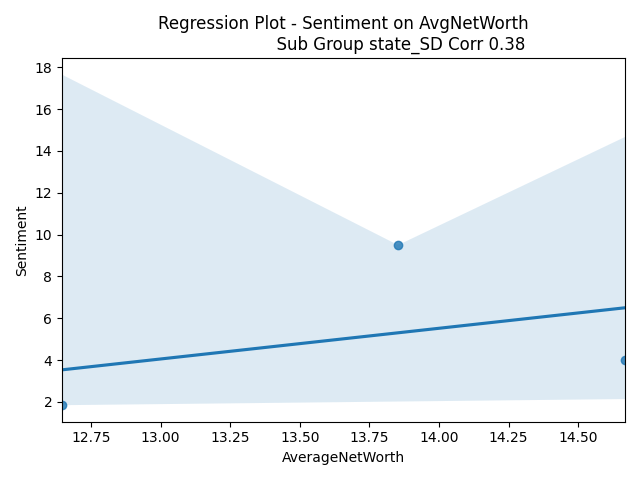 Regression Plot - Sentiment on AvgNetWorth
Sub Group state_SD Corr 0.38
18
16
14
12
10
8
6
4
2
Sentiment
12.75 13.00 13.25 13.50 13.75 14.00 14.25 14.50
AverageNetWorth